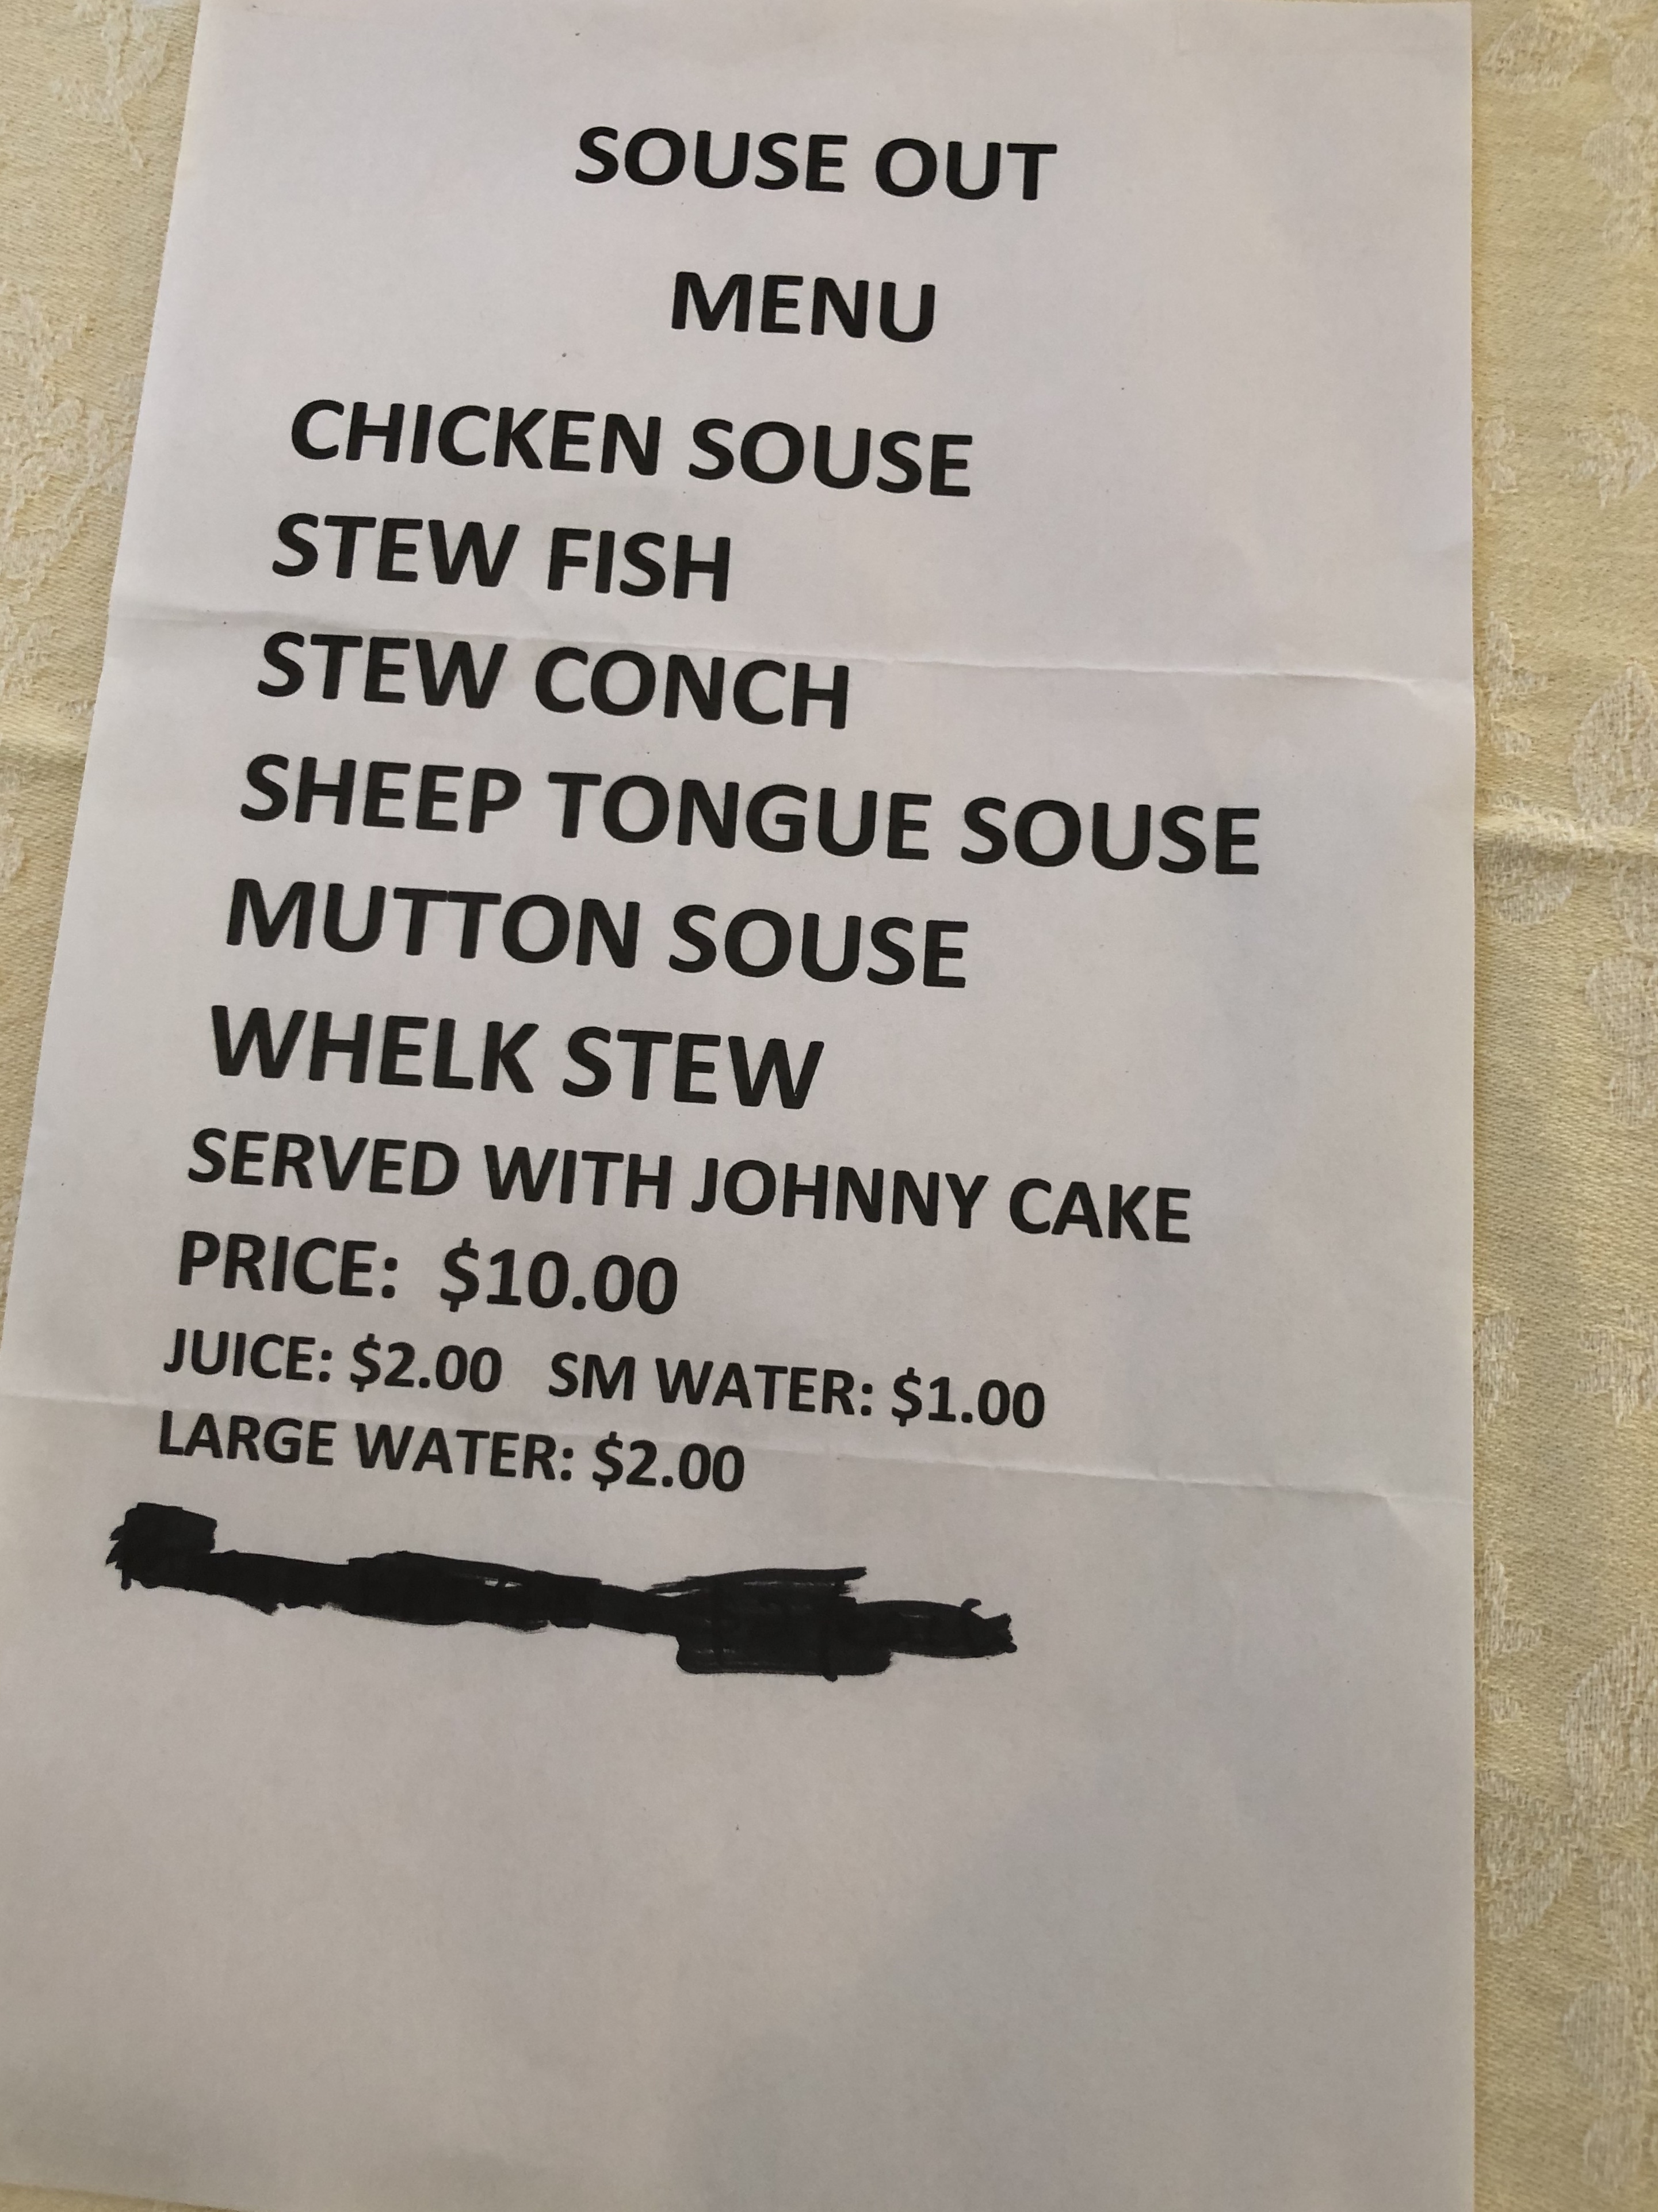 SOUSE OUT
MENU
CHICKEN SOUSE
STEW FISH
STEW CONCH
SHEEP TONGUE SOUSE
MUTTON SOUSE
WHELK STEW
SERVED WITH JOHNNY CAKE
PRICE: $10.00
JUICE: $2.00 SM WATER: $1.00
LARGE WATER: $2.00